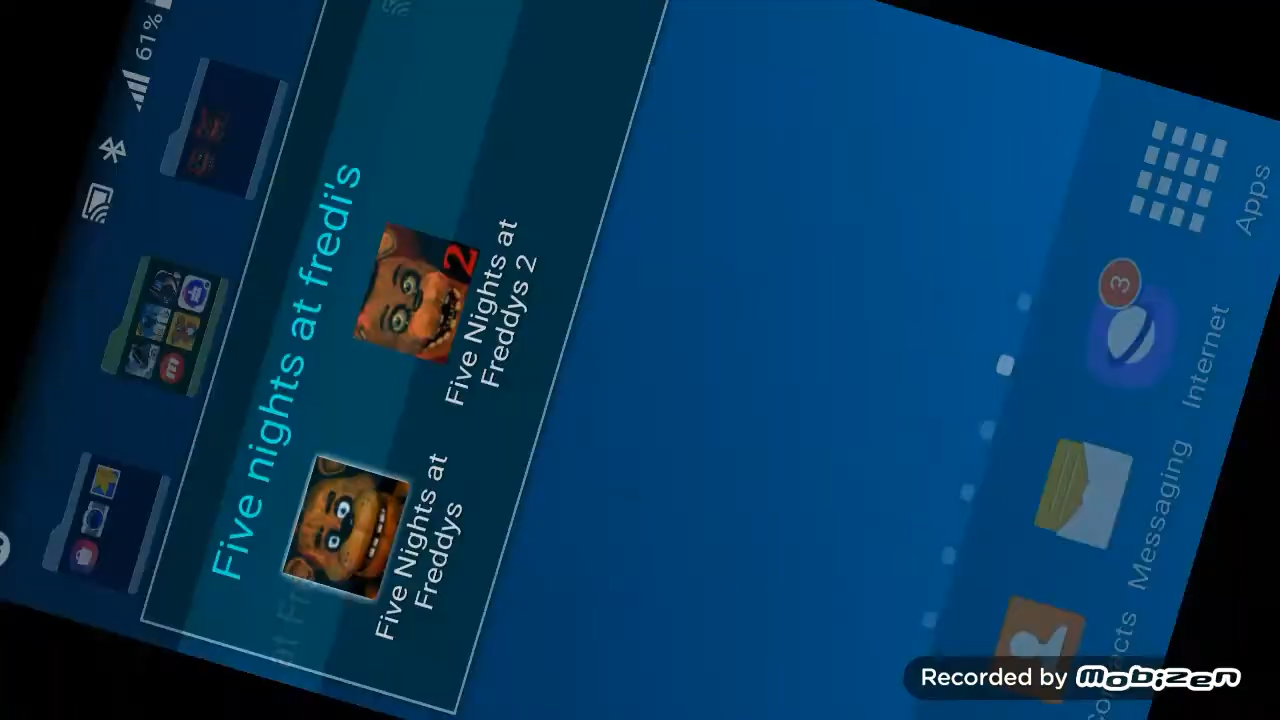 61%
Five nights at fredi's
Five Nights at
Freddys
Five Nights at
Freddys 2
2
3
Messaging
Internet
Apps
Recorded by mobizen